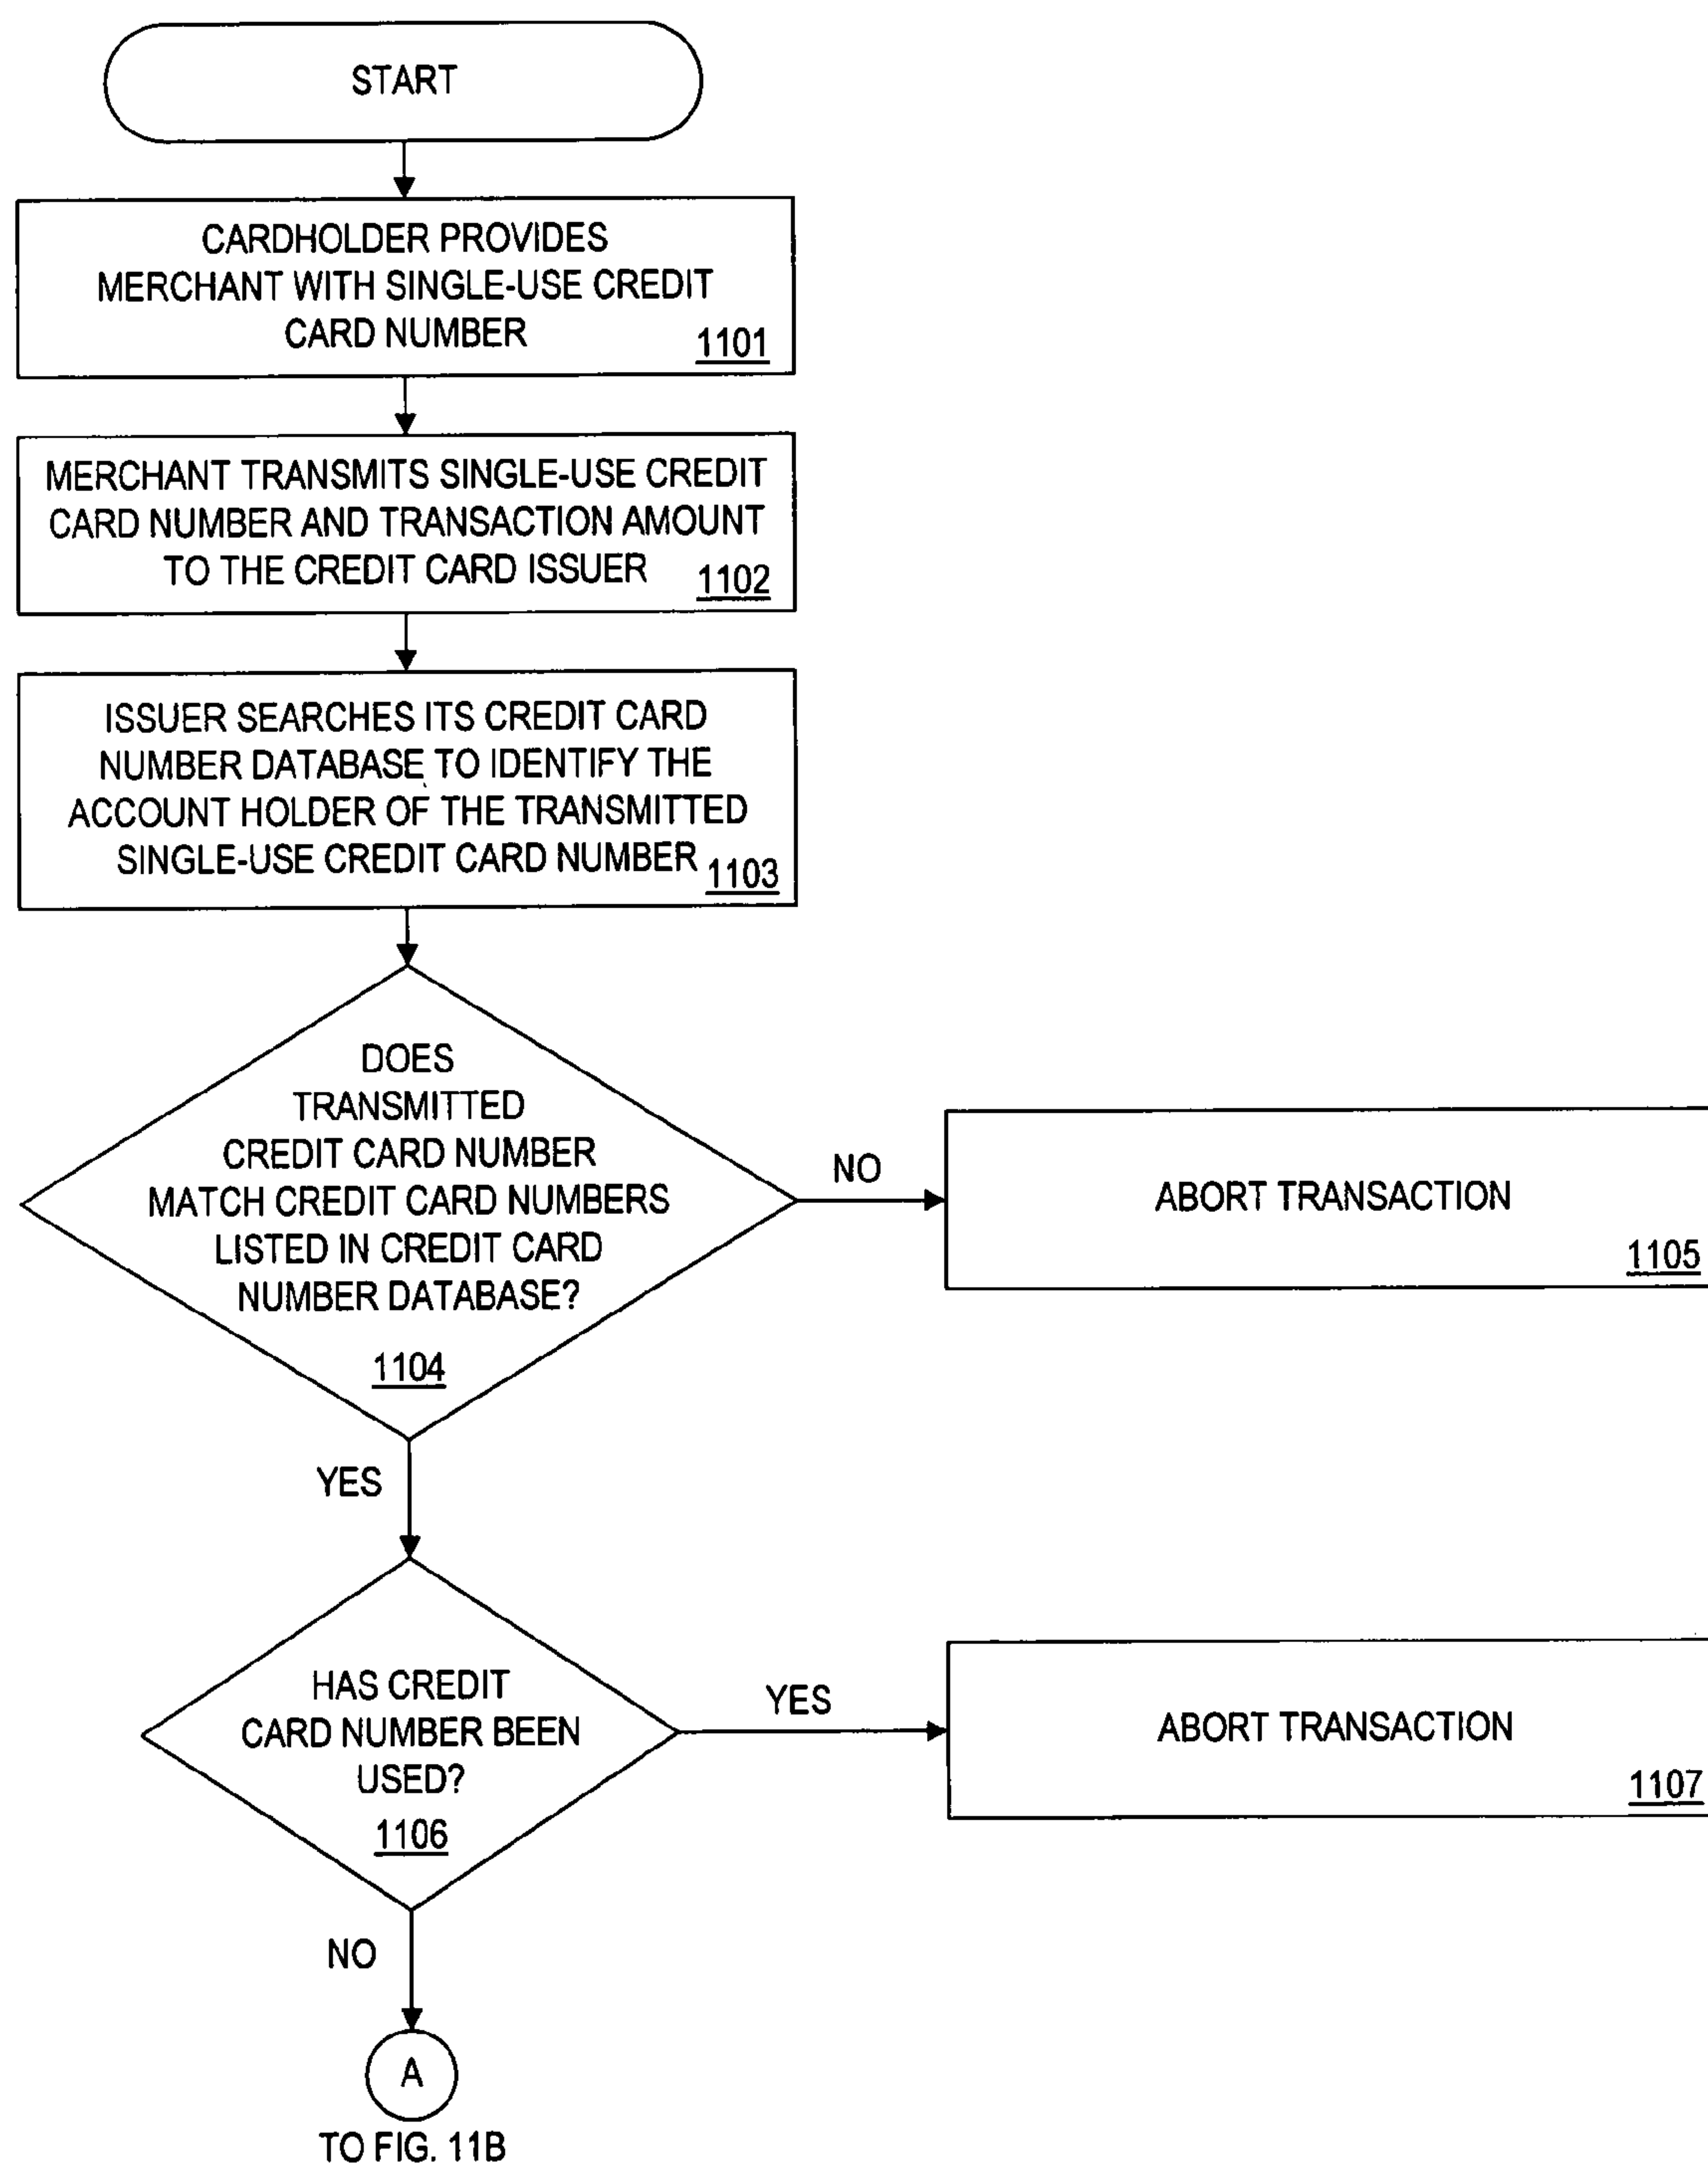 START
CARDHOLDER PROVIDES
MERCHANT WITH SINGLE-USE CREDIT
CARD NUMBER
1101
MERCHANT TRANSMITS SINGLE-USE CREDIT
CARD NUMBER AND TRANSACTION AMOUNT
TO THE CREDIT CARD ISSUER
1102
ISSUER SEARCHES ITS CREDIT CARD
NUMBER DATABASE TO IDENTIFY THE
ACCOUNT HOLDER OF THE TRANSMITTED
SINGLE-USE CREDIT CARD NUMBER
1103
DOES
TRANSMITTED
CREDIT CARD NUMBER
MATCH CREDIT CARD NUMBERS
LISTED IN CREDIT CARD
NUMBER DATABASE?
1104
NO
ABORT TRANSACTION
1105
YES
HAS CREDIT
CARD NUMBER BEEN
USED?
1106
YES
ABORT TRANSACTION
1107
NO
A
TO FIG. 11B